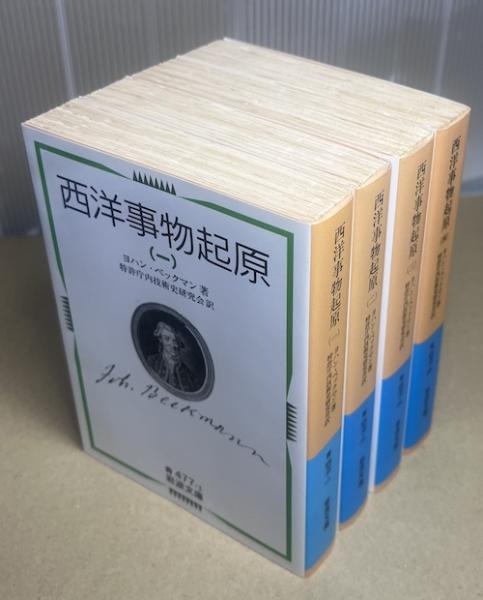 西洋事物起原
(一)
ヨハン・ベックマン著
特許庁内技術史研究会訳
Joh. Beckmann
青 477/1
岩波文庫
西洋事物起原 (一)
西洋事物起原 (二)
西洋事物起原 (三)
西洋事物起原 (四)